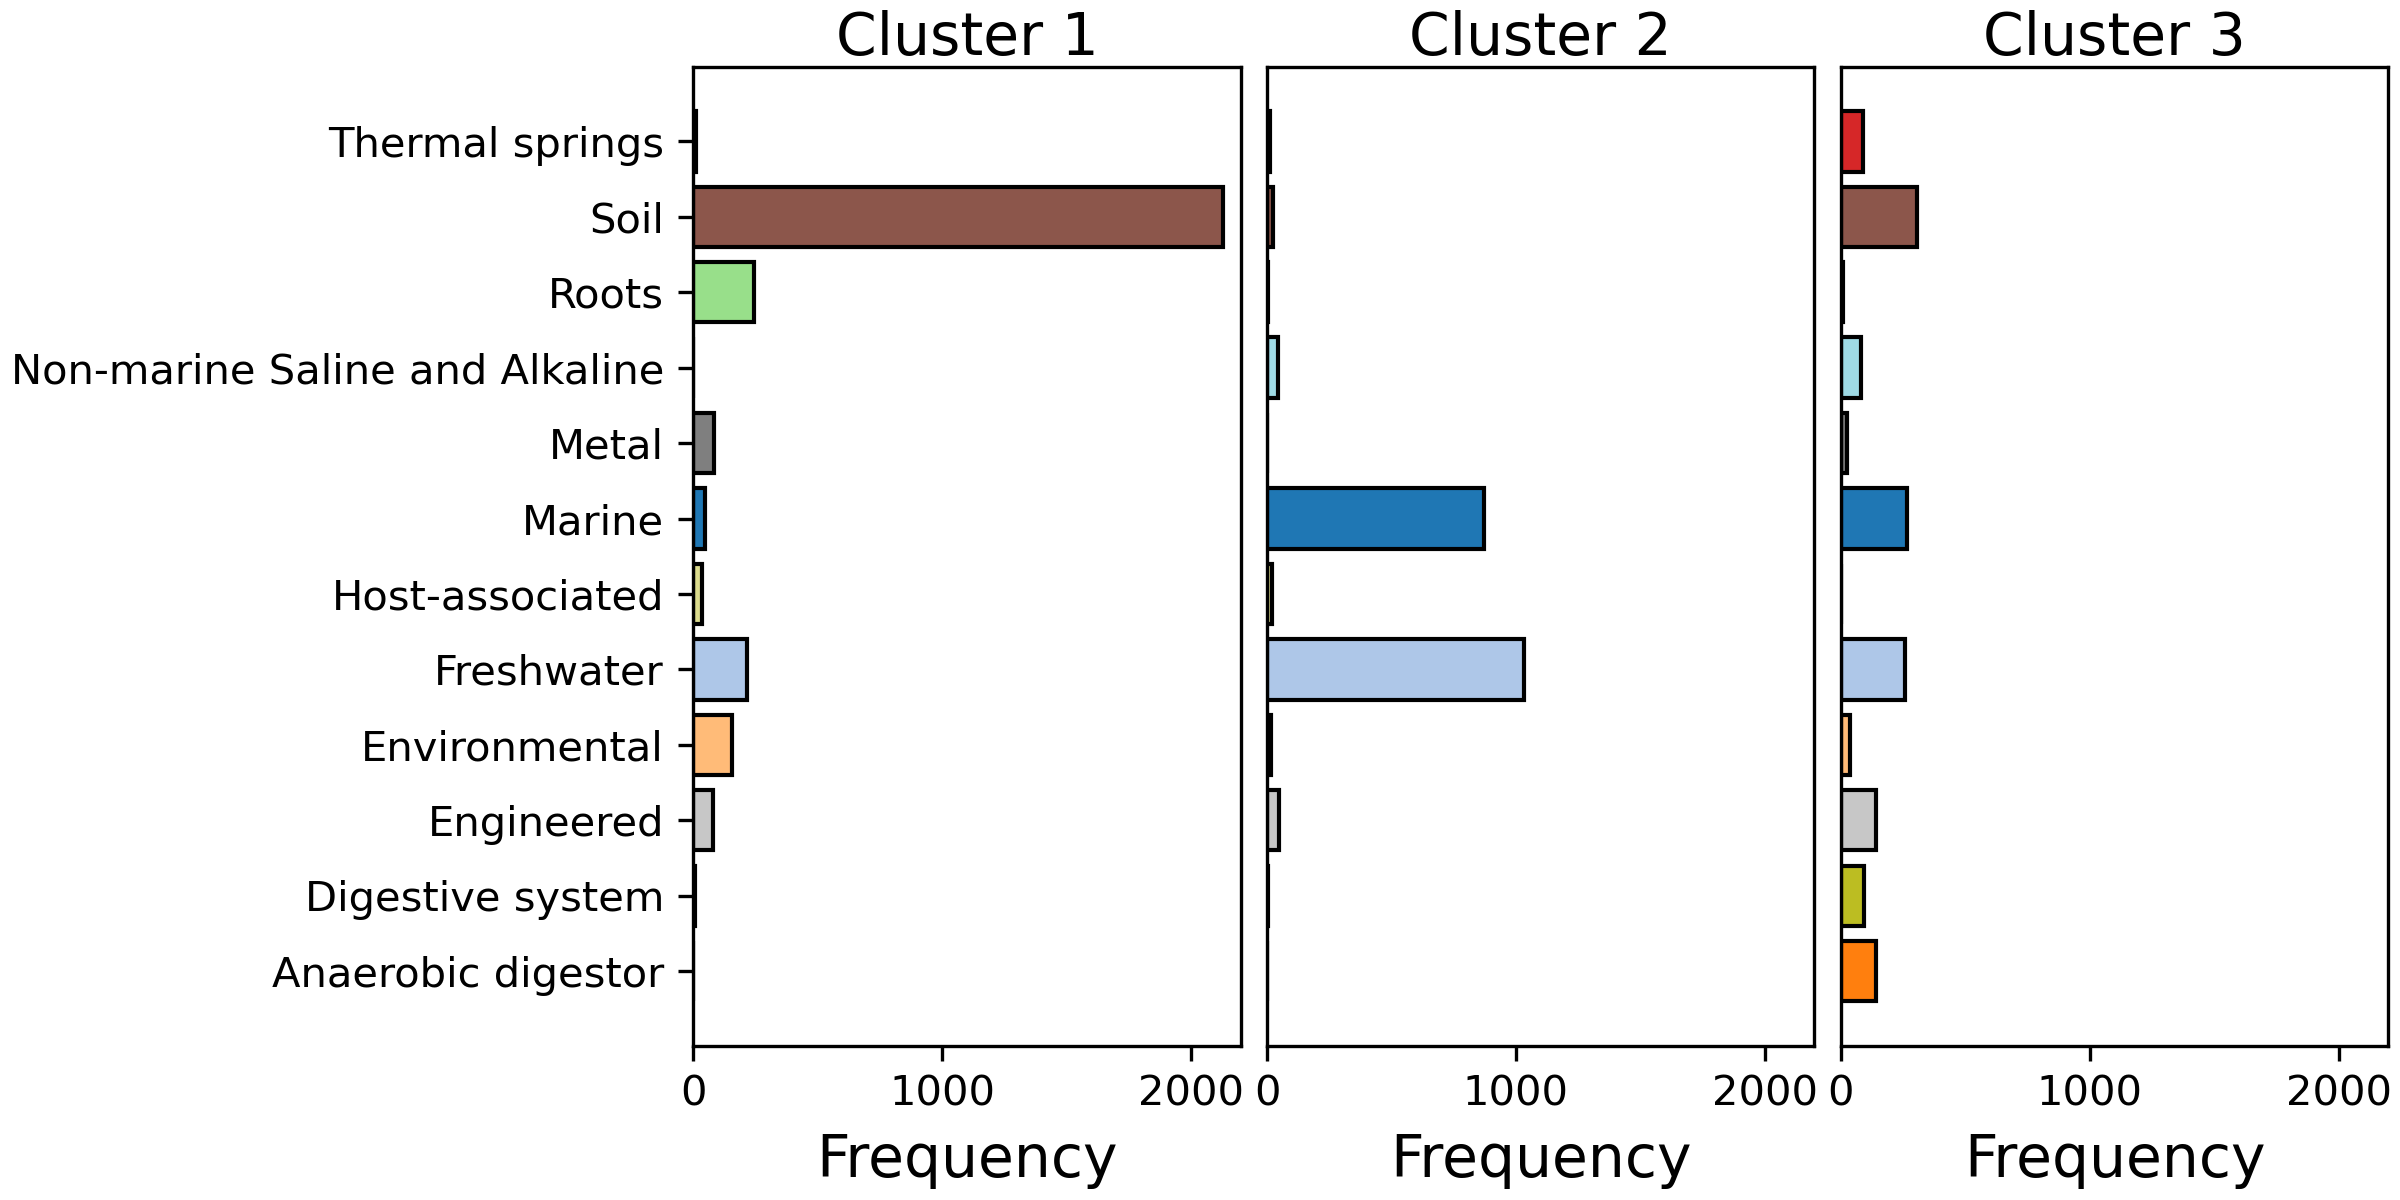 Cluster 1
Cluster 2
Cluster 3
Thermal springs
Soil
Roots
Non-marine Saline and Alkaline
Metal
Marine
Host-associated
Freshwater
Environmental
Engineered
Digestive system
Anaerobic digestor
0 1000 2000
0 1000 2000
0 1000 2000
Frequency
Frequency
Frequency